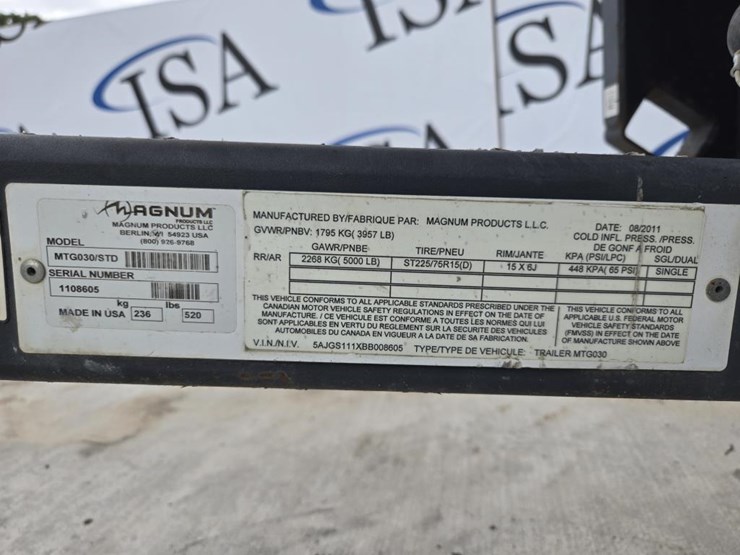 ISA
ISA
MAGNUM
PRODUCTS LLC
MAGNUM PRODUCTS LLC
BERLIN, WI 54923 USA
(800) 926-9768
MODEL
MTG030/STD
SERIAL NUMBER
1108605
kg lbs
MADE IN USA 236 520
MANUFACTURED BY/FABRIQUE PAR: MAGNUM PRODUCTS L.L.C. DATE: 08/2011
GVWR/PNBV: 1795 KG( 3957 LB) COLD INFL. PRESS./PRESS.
DE GONF A FROID
GAWR/PNBE TIRE/PNEU RIM/JANTE KPA (PSI/LPC) SGL/DUAL
RR/AR 2268 KG( 5000 LB) ST225/75R15(D) 15 X 6J 448 KPA( 65 PSI) SINGLE
THIS VEHICLE CONFORMS TO ALL APPLICABLE STANDARDS PRESCRIBED UNDER THE
CANADIAN MOTOR VEHICLE SAFETY REGULATIONS IN EFFECT ON THE DATE OF
MANUFACTURE. / CE VEHICULE EST CONFORME A TOUTES LES NORMES QUI LUI SONT
APPLICABLES EN VERTU DU REGLEMENT SUR LA SECURITE DES VEHICULES
AUTOMOBILES DU CANADA EN VIGUEUR A LA DATE DE SA FABRICATION.
THIS VEHICLE CONFORMS TO ALL
APPLICABLE U.S. FEDERAL MOTOR
VEHICLE SAFETY STANDARDS
(FMVSS) IN EFFECT ON THE DATE
OF MANUFACTURE SHOWN ABOVE
V.I.N./N.I.V. 5AJGS111XBB008605 TYPE/TYPE DE VEHICULE: TRAILER MTG030